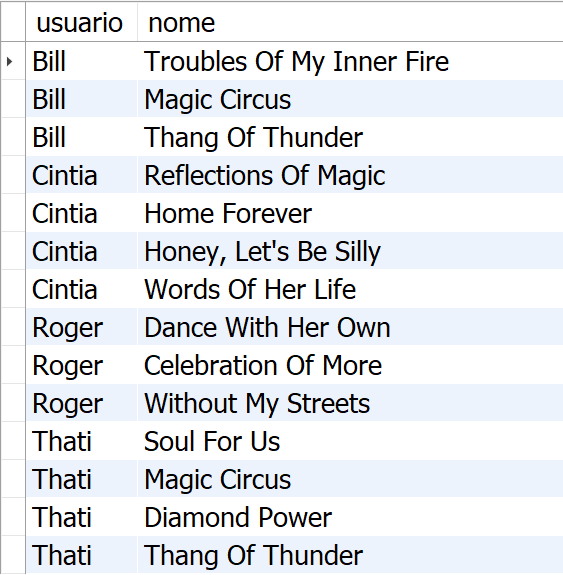 usuario nome
Bill Troubles Of My Inner Fire
Bill Magic Circus
Bill Thang Of Thunder
Cintia Reflections Of Magic
Cintia Home Forever
Cintia Honey, Let's Be Silly
Cintia Words Of Her Life
Roger Dance With Her Own
Roger Celebration Of More
Roger Without My Streets
Thati Soul For Us
Thati Magic Circus
Thati Diamond Power
Thati Thang Of Thunder